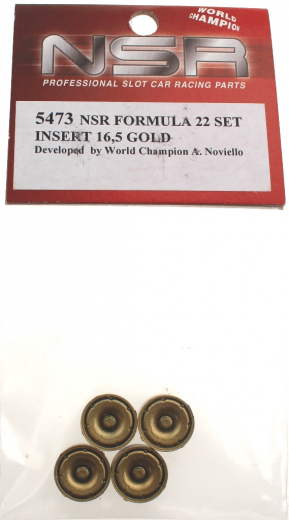 WORLD
CHAMPION
NSR
PROFESSIONAL SLOT CAR RACING PARTS
5473 NSR FORMULA 22 SET
INSERT 16,5 GOLD
Developed by World Champion A. Noviello